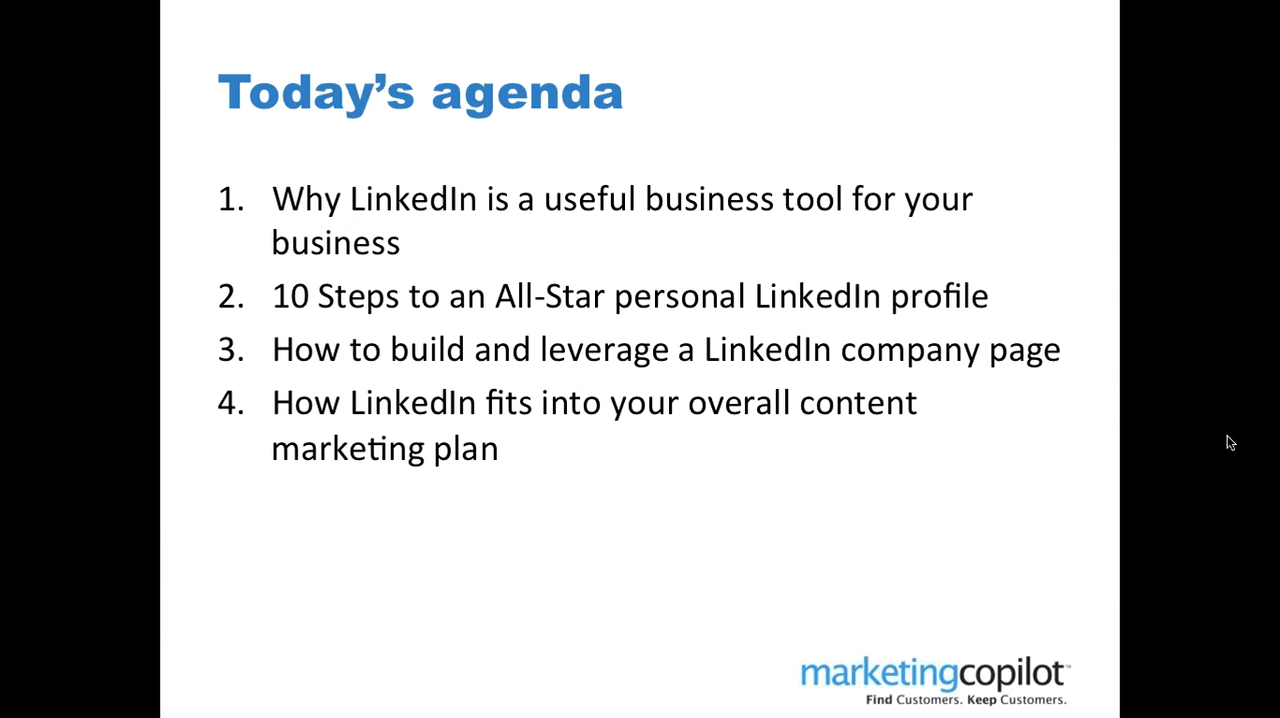 Today’s agenda
1. Why LinkedIn is a useful business tool for your
business
2. 10 Steps to an All-Star personal LinkedIn profile
3. How to build and leverage a LinkedIn company page
4. How LinkedIn fits into your overall content
marketing plan
marketingcopilot™
Find Customers. Keep Customers.